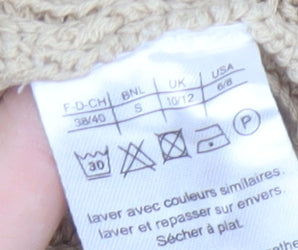 F-D-CH BNL UK USA
38/40 S 10/12 6/8
30 P
laver avec couleurs similaires.
laver et repasser sur envers.
Sécher à plat.